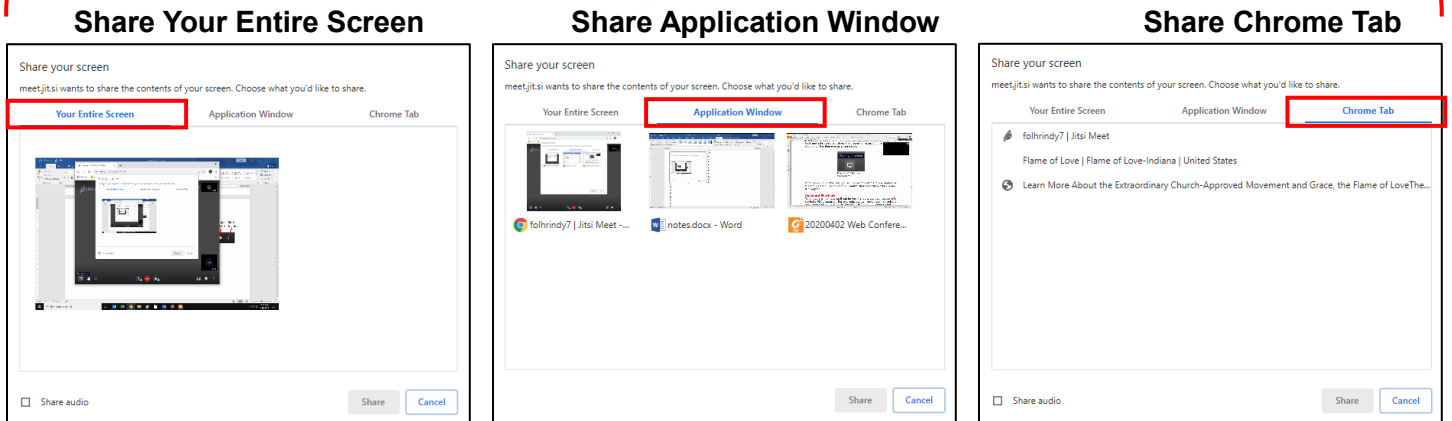 Share Your Entire Screen
Share Application Window
Share Chrome Tab
Share your screen
meet.jit.si wants to share the contents of your screen. Choose what you'd like to share.
Your Entire Screen Application Window Chrome Tab
Share audio
Share Cancel
Share your screen
meet.jit.si wants to share the contents of your screen. Choose what you'd like to share.
Your Entire Screen Application Window Chrome Tab
folhrindy7 | Jitsi Meet -... notes.docx - Word 20200402 Web Confere...
Share Cancel
Share your screen
meet.jit.si wants to share the contents of your screen. Choose what you'd like to share.
Your Entire Screen Application Window Chrome Tab
folhrindy7 | Jitsi Meet
Flame of Love | Flame of Love-Indiana | United States
Learn More About the Extraordinary Church-Approved Movement and Grace, the Flame of LoveThe...
Share audio
Share Cancel